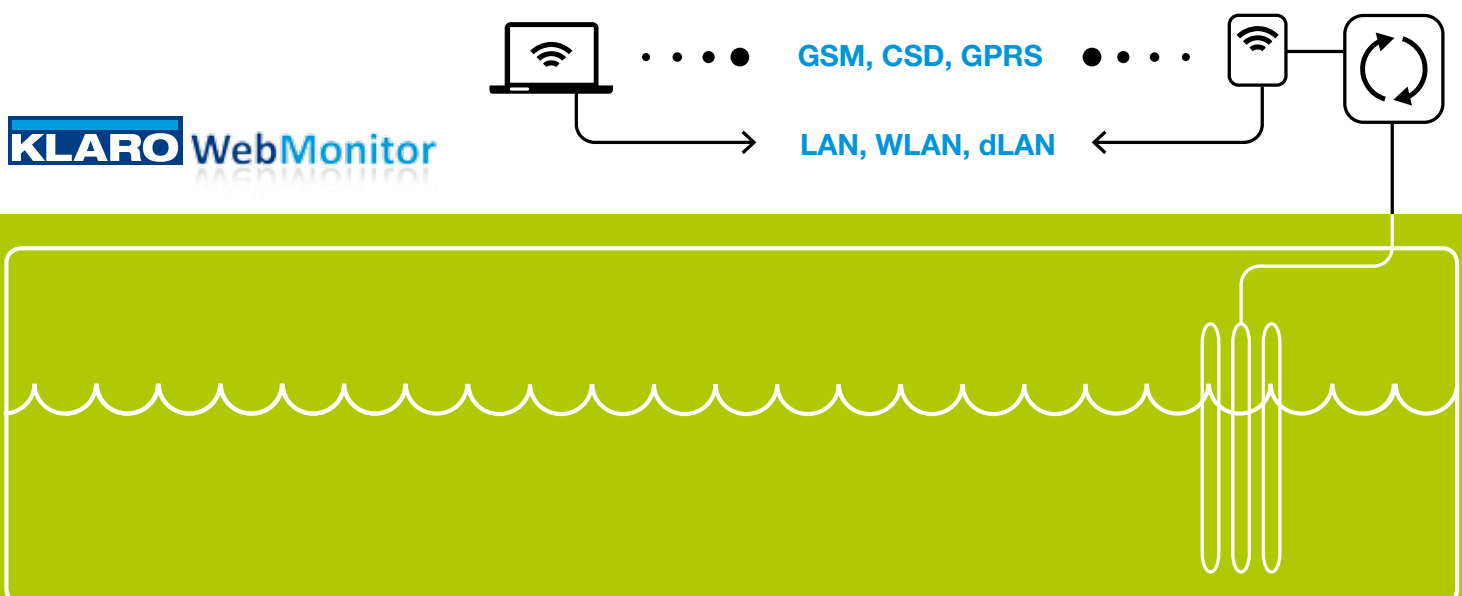 GSM, CSD, GPRS
KLARO WebMonitor
LAN, WLAN, dLAN